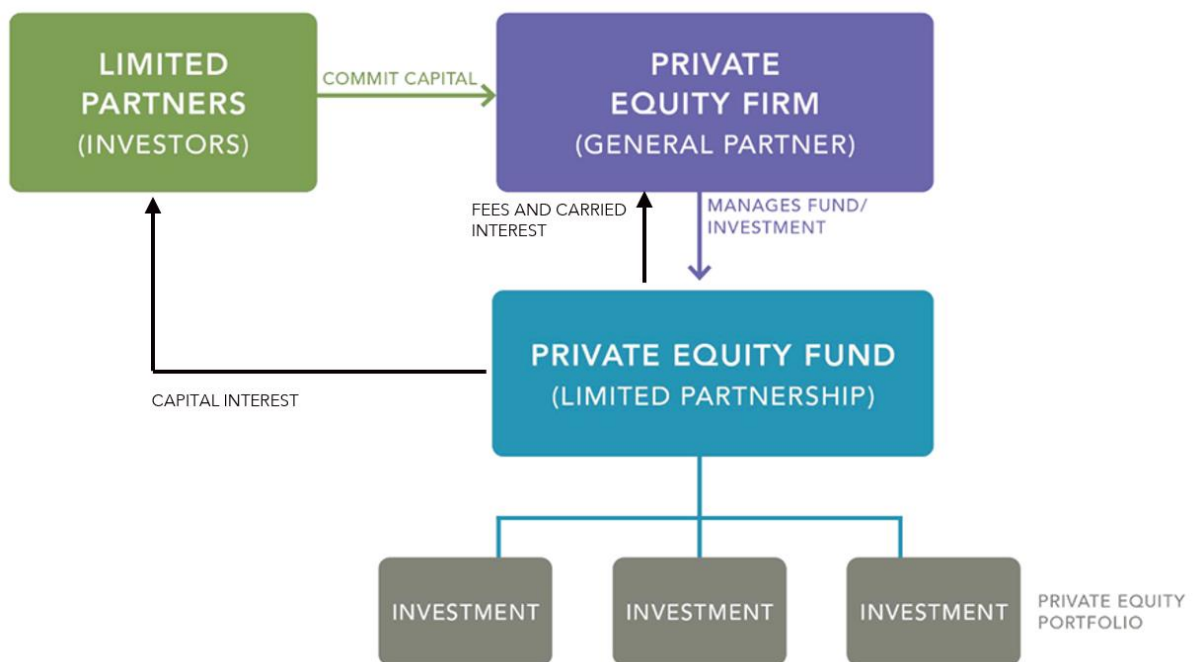 LIMITED
PARTNERS
(INVESTORS)
COMMIT CAPITAL
PRIVATE
EQUITY FIRM
(GENERAL PARTNER)
FEES AND CARRIED
INTEREST
MANAGES FUND/
INVESTMENT
PRIVATE EQUITY FUND
(LIMITED PARTNERSHIP)
CAPITAL INTEREST
INVESTMENT
INVESTMENT
INVESTMENT
PRIVATE EQUITY
PORTFOLIO